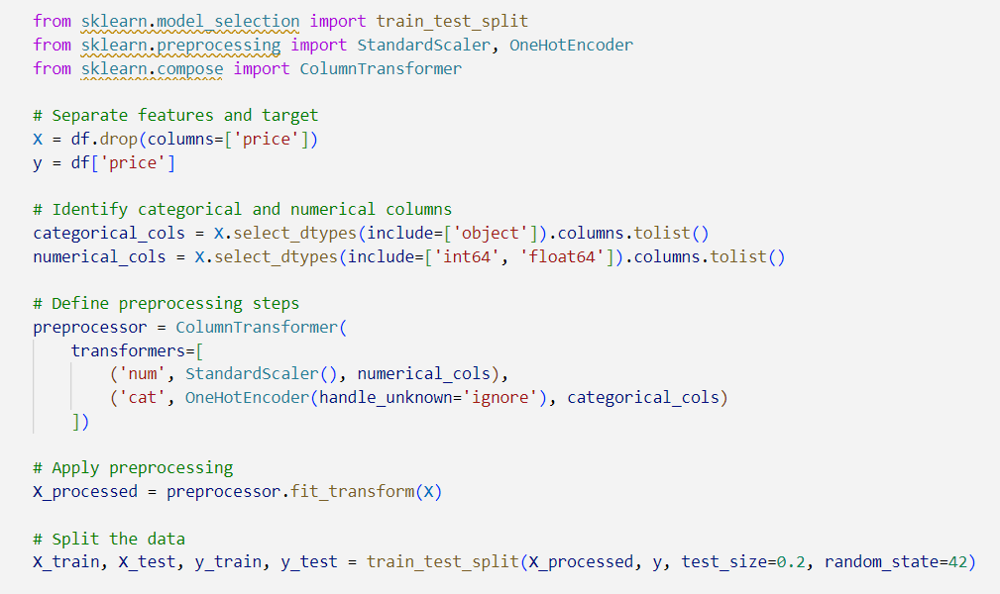 from sklearn.model_selection import train_test_split
from sklearn.preprocessing import StandardScaler, OneHotEncoder
from sklearn.compose import ColumnTransformer

# Separate features and target
X = df.drop(columns=['price'])
y = df['price']

# Identify categorical and numerical columns
categorical_cols = X.select_dtypes(include=['object']).columns.tolist()
numerical_cols = X.select_dtypes(include=['int64', 'float64']).columns.tolist()

# Define preprocessing steps
preprocessor = ColumnTransformer(
    transformers=[
        ('num', StandardScaler(), numerical_cols),
        ('cat', OneHotEncoder(handle_unknown='ignore'), categorical_cols)
    ])

# Apply preprocessing
X_processed = preprocessor.fit_transform(X)

# Split the data
X_train, X_test, y_train, y_test = train_test_split(X_processed, y, test_size=0.2, random_state=42)